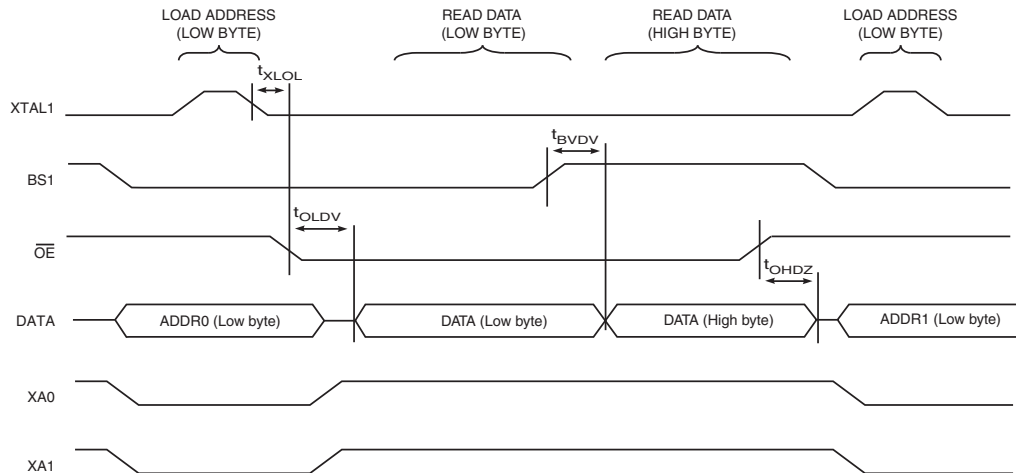 LOAD ADDRESS
(LOW BYTE)
READ DATA
(LOW BYTE)
READ DATA
(HIGH BYTE)
LOAD ADDRESS
(LOW BYTE)
tXLOL
XTAL1
tBVDV
BS1
tOLDV
OE
tOHDZ
DATA
ADDR0 (Low byte)
DATA (Low byte)
DATA (High byte)
ADDR1 (Low byte)
XA0
XA1